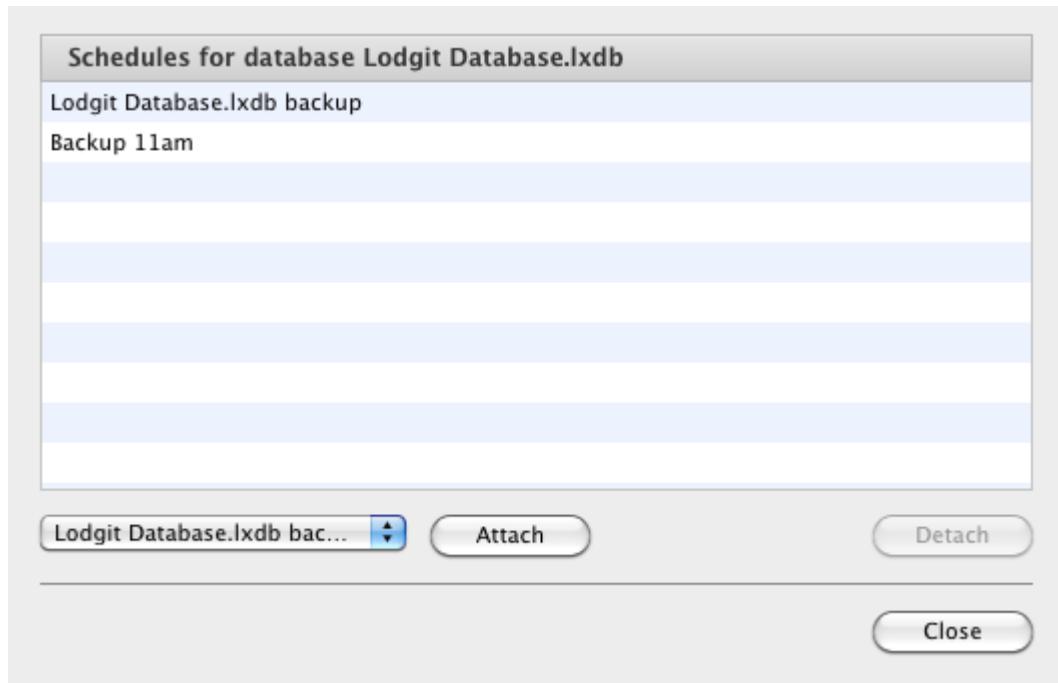 Schedules for database Lodgit Database.lxdb
Lodgit Database.lxdb backup
Backup 11am
Lodgit Database.lxdb bac...
Attach
Detach
Close